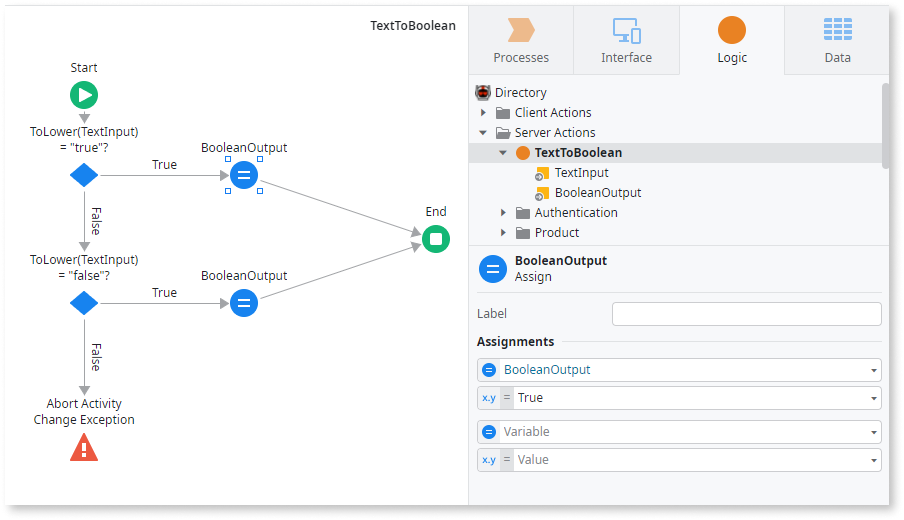 TextToBoolean
Start
ToLower(TextInput)
= "true"?
True
BooleanOutput
False
End
ToLower(TextInput)
= "false"?
True
BooleanOutput
False
Abort Activity
Change Exception
Processes
Interface
Logic
Data
Directory
Client Actions
Server Actions
TextToBoolean
TextInput
BooleanOutput
Authentication
Product
BooleanOutput
Assign
Label
Assignments
BooleanOutput
x.y = True
Variable
x.y = Value